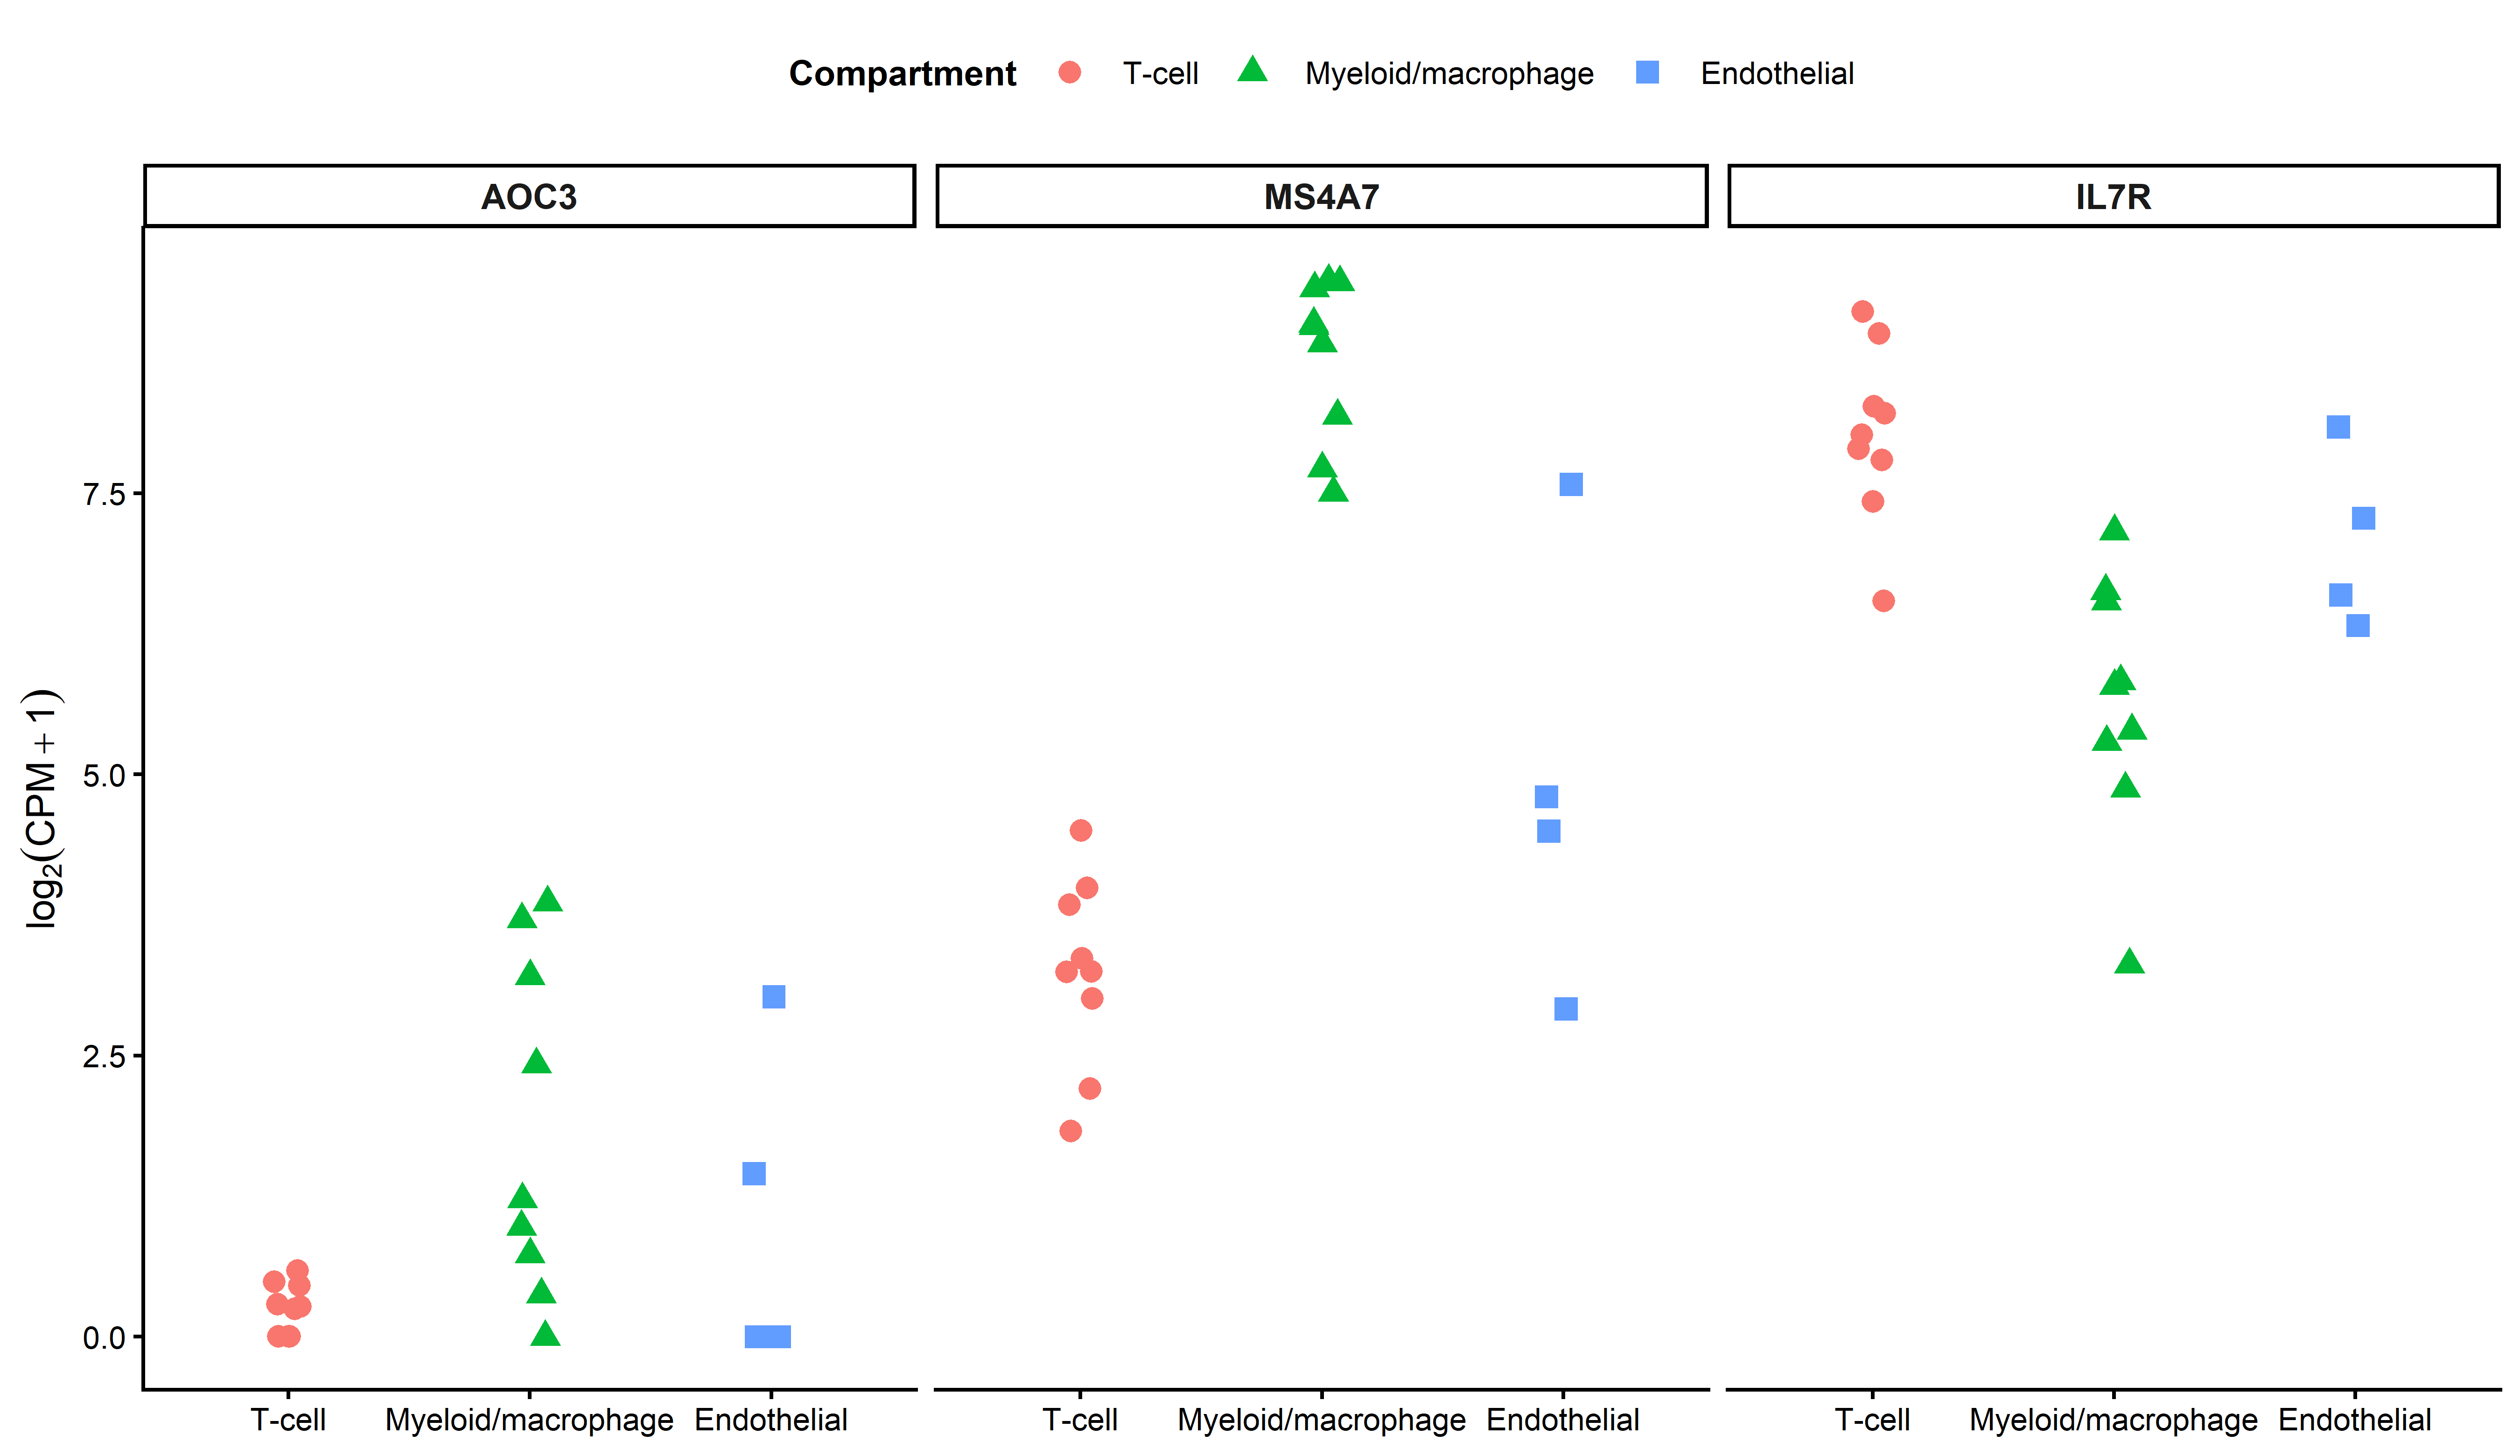 Compartment T-cell Myeloid/macrophage Endothelial
AOC3 MS4A7 IL7R
log₂(CPM + 1)
7.5
5.0
2.5
0.0
T-cell Myeloid/macrophage Endothelial T-cell Myeloid/macrophage Endothelial T-cell Myeloid/macrophage Endothelial